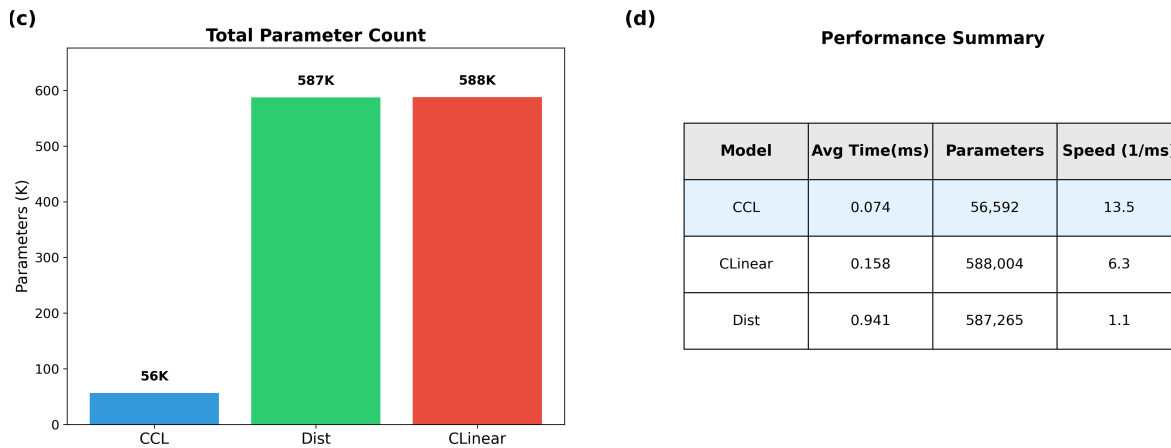 (c)
Total Parameter Count
Parameters (K)
600
500
400
300
200
100
0
56K
587K
588K
CCL
Dist
CLinear
(d)
Performance Summary
Model Avg Time(ms) Parameters Speed (1/ms)
CCL 0.074 56,592 13.5
CLinear 0.158 588,004 6.3
Dist 0.941 587,265 1.1